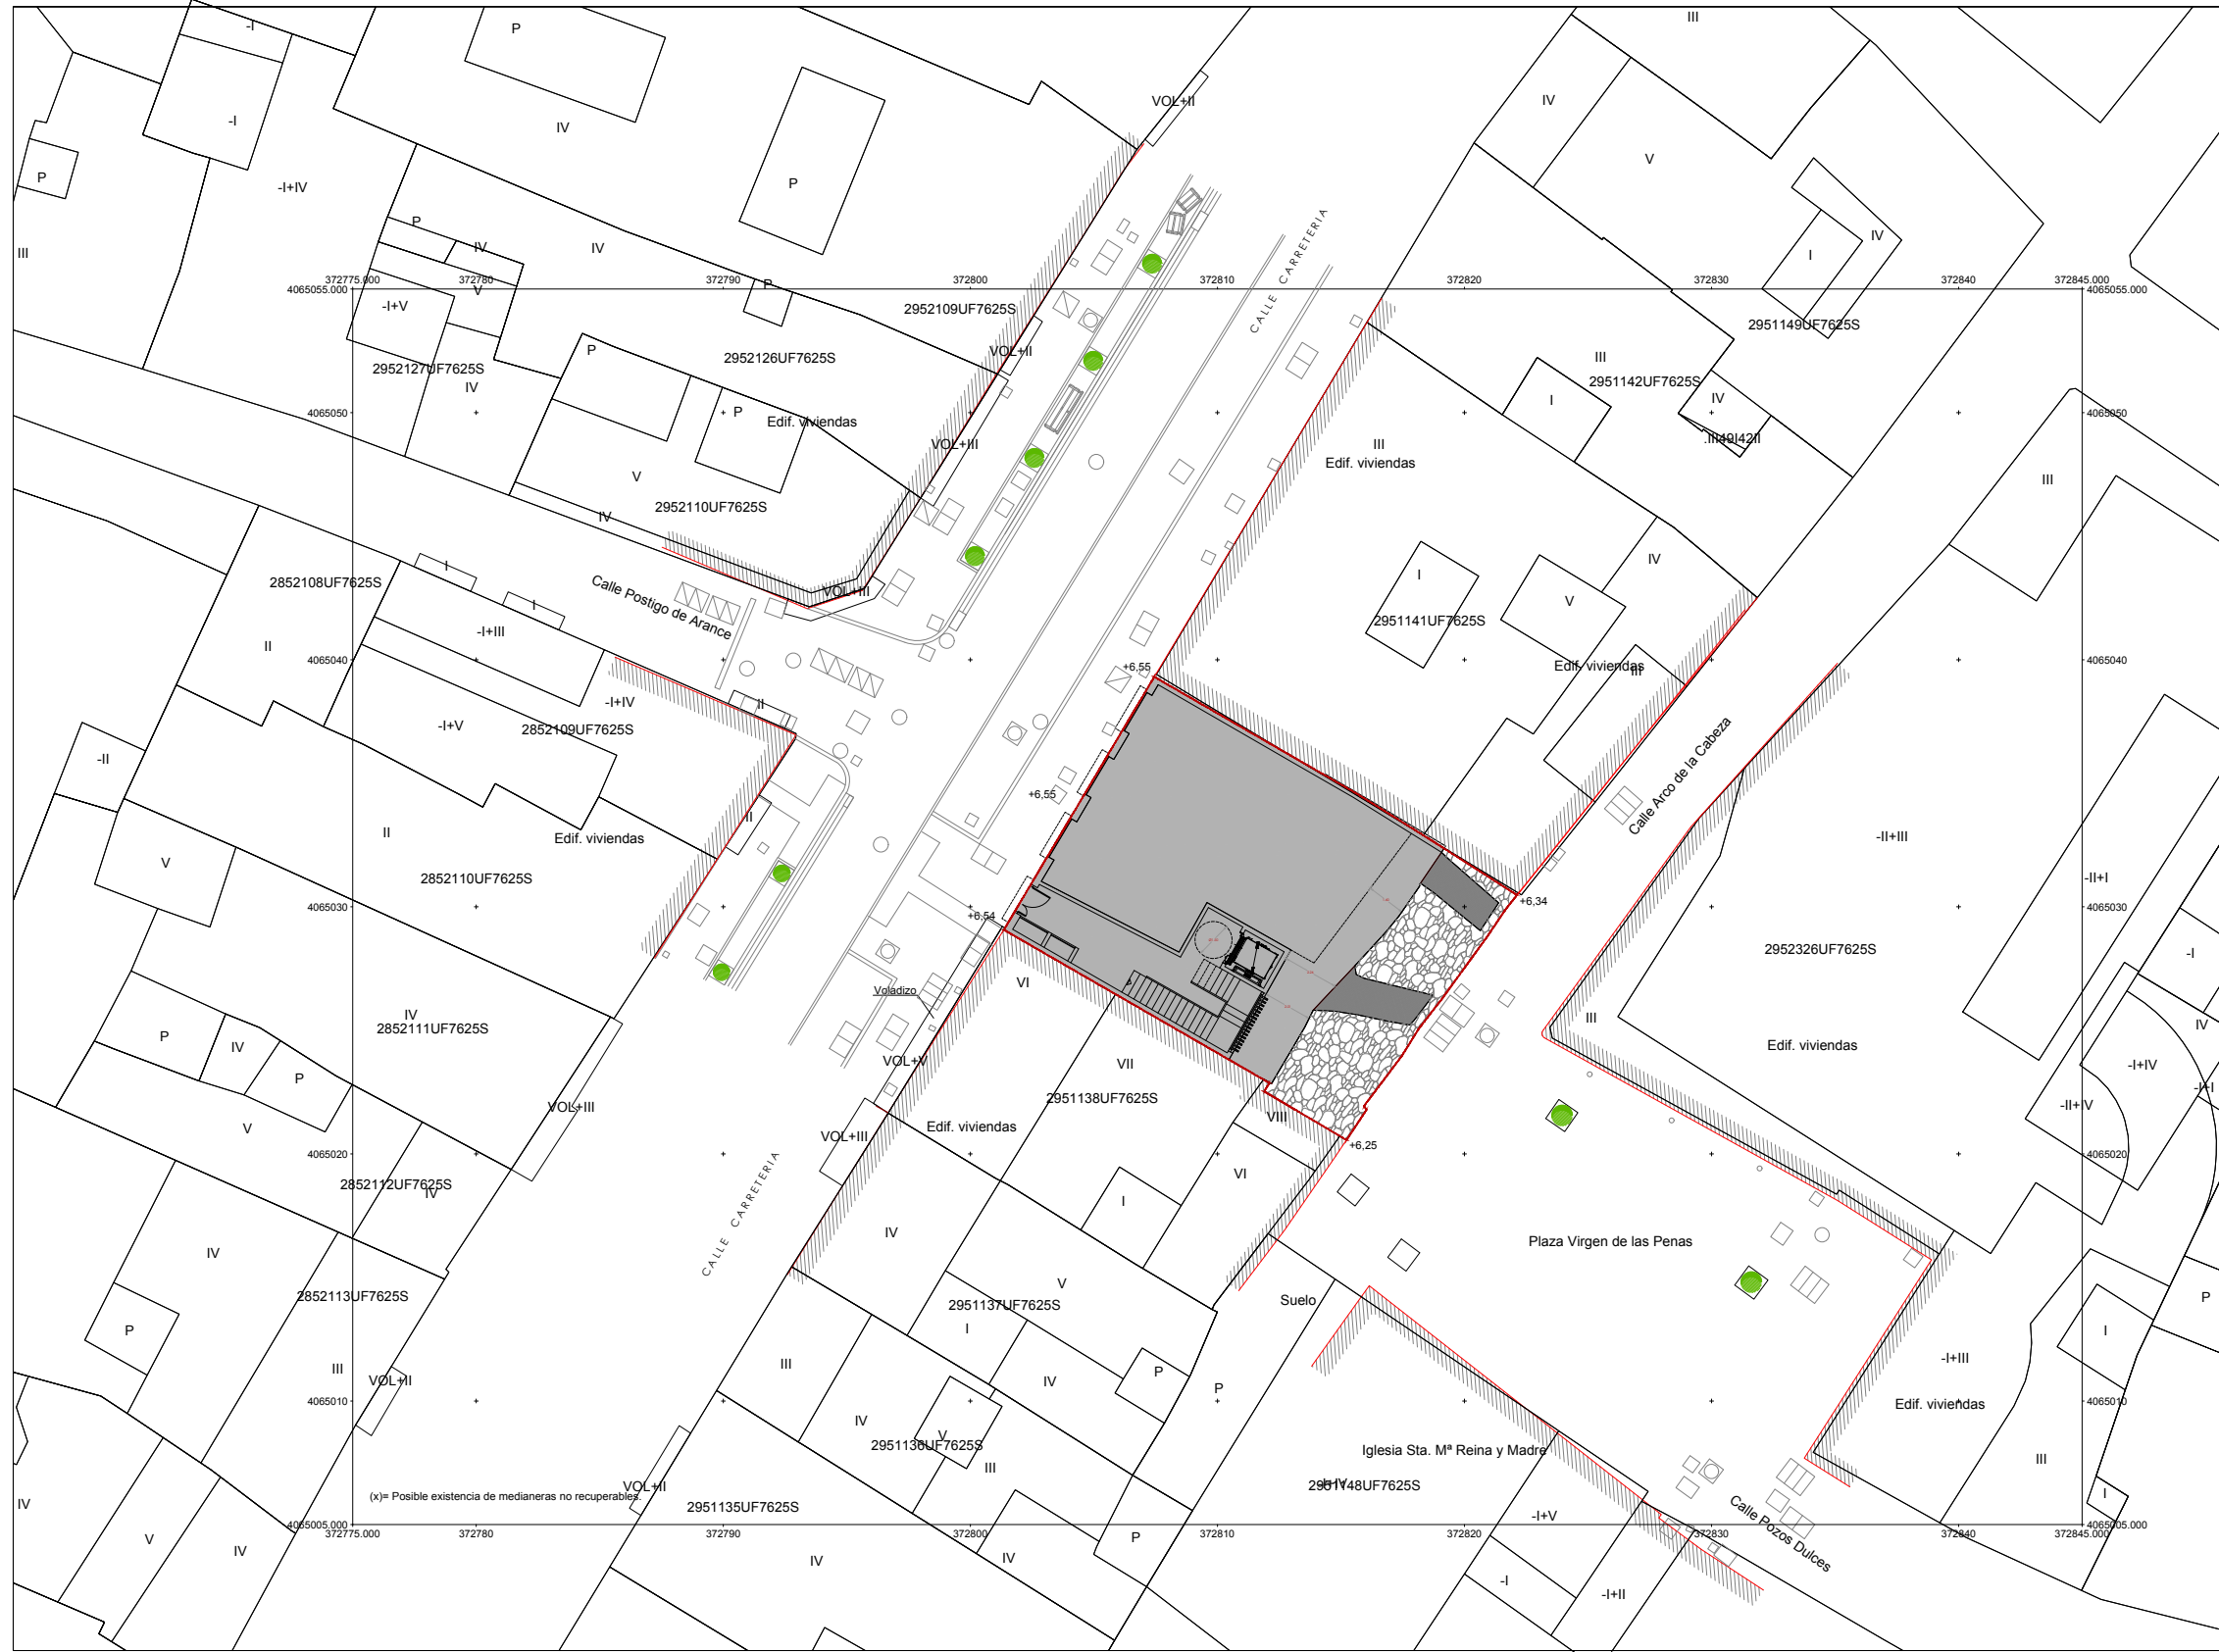 -I
P
III
VOL+II
IV
-I
IV
V
P
P
-I+IV
P
IV
IV
III
IV
I
CALLE CARRETERIA
372775.000
372780
372790
372800
372810
372820
372830
372840
372845.000
4065055.000
4065055.000
P
V
-I+V
2952109UF7625S
2951149UF7625S
2952127UF7625S
P
2952126UF7625S
VOL+II
III
2951142UF7625S
IV
I
IV
4065050
P
Edif. viviendas
4065050
VOL+III
III
Edif. viviendas
V
III
2952110UF7625S
IV
I
2852108UF7625S
Calle Postigo de Arance
VOL+III
I
IV
I
V
II
-I+III
2951141UF7625S
4065040
+6,55
Edif. viviendas
III
4065040
-I+IV
II
-I+V
2852109UF7625S
Calle Arco de la Cabeza
-II
+6,55
II
II
Edif. viviendas
-II+III
V
2852110UF7625S
-II+I
4065030
+6,54
+6,34
4065030
2952326UF7625S
-I
VI
Voladizo
IV
2852111UF7625S
III
IV
P
IV
VOL+V
VII
Edif. viviendas
-I+IV
P
2951138UF7625S
-I+I
VOL+III
VIII
-II+IV
V
VOL+III
Edif. viviendas
+6,25
4065020
4065020
2852112UF7625S
IV
VI
I
CALLE CARRETERIA
IV
IV
Plaza Virgen de las Penas
2852113UF7625S
V
2951137UF7625S
Suelo
P
P
I
I
III
III
P
-I+III
VOL+II
IV
P
4065010
Edif. viviendas
4065010
IV
V
2951136UF7625S
Iglesia Sta. Mª Reina y Madre
III
III
VOL+II
(x)= Posible existencia de medianeras no recuperables.
IV
2951135UF7625S
I
-I+V
Calle Pozos Dulces
4065005.000
4065005.000
372775.000
372780
372790
372800
372810
372820
372830
372840
372845.000
V
IV
P
IV
IV
-I
-I+II